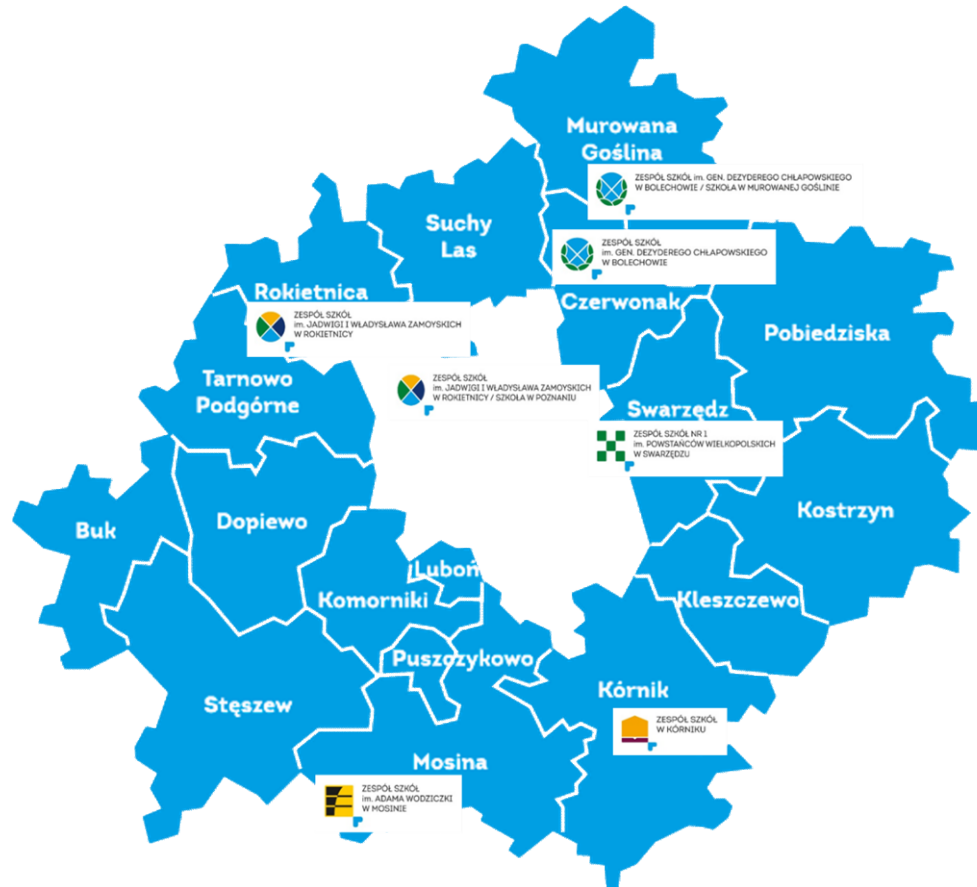 Murowana
Goślina
ZESPÓŁ SZKÓŁ im. GEN. DEZYDEREGO CHŁAPOWSKIEGO
W BOLECHOWIE / SZKOŁA W MUROWANEJ GOŚLINIE
Suchy
Las
ZESPÓŁ SZKÓŁ
im. GEN. DEZYDEREGO CHŁAPOWSKIEGO
W BOLECHOWIE
Rokietnica
Czerwonak
ZESPÓŁ SZKÓŁ
im. JADWIGI I WŁADYSŁAWA ZAMOYSKICH
W ROKIETNICY
Pobiedziska
Tarnowo
Podgórne
ZESPÓŁ SZKÓŁ
im. JADWIGI I WŁADYSŁAWA ZAMOYSKICH
W ROKIETNICY / SZKOŁA W POZNANIU
Swarzędz
ZESPÓŁ SZKÓŁ NR 1
im. POWSTAŃCÓW WIELKOPOLSKICH
W SWARZĘDZU
Buk
Dopiewo
Kostrzyn
Luboń
Komorniki
Kleszczewo
Puszczykowo
Stęszew
Kórnik
ZESPÓŁ SZKÓŁ
W KÓRNIKU
Mosina
ZESPÓŁ SZKÓŁ
im. ADAMA WODZICZKI
W MOSINIE